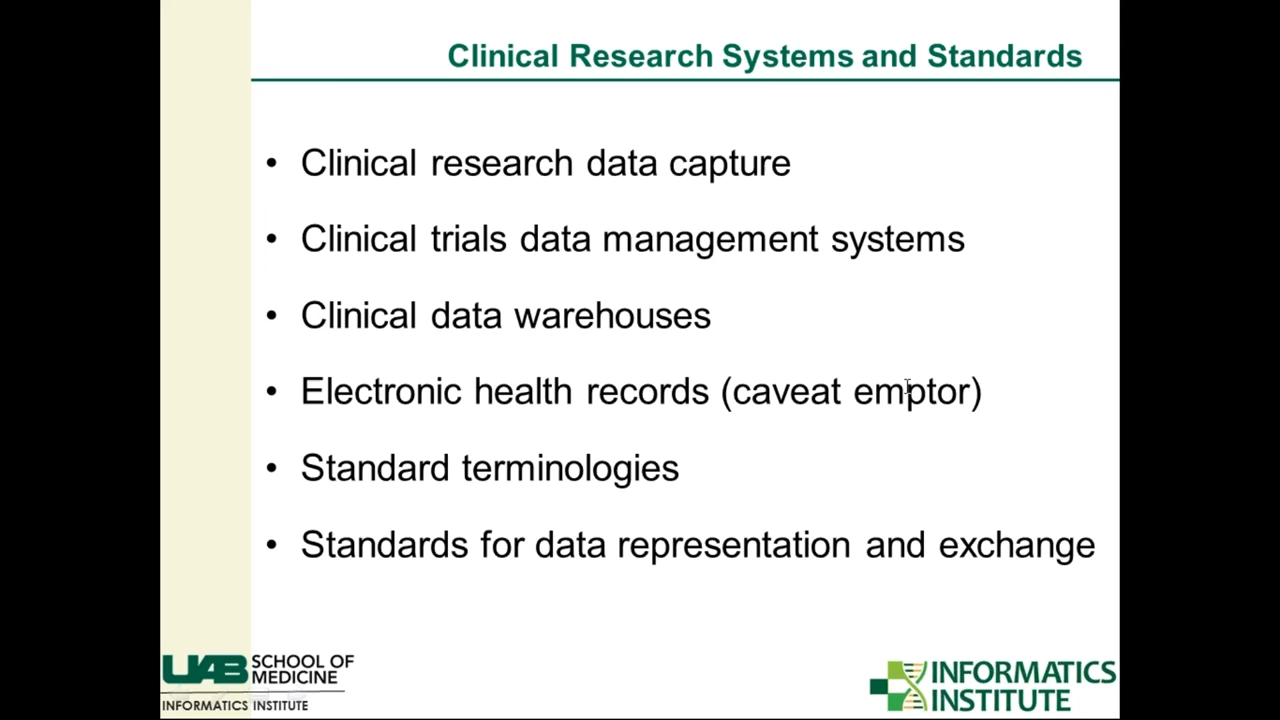 Clinical Research Systems and Standards
• Clinical research data capture
• Clinical trials data management systems
• Clinical data warehouses
• Electronic health records (caveat emptor)
• Standard terminologies
• Standards for data representation and exchange
UAB SCHOOL OF
MEDICINE
INFORMATICS INSTITUTE
INFORMATICS
INSTITUTE